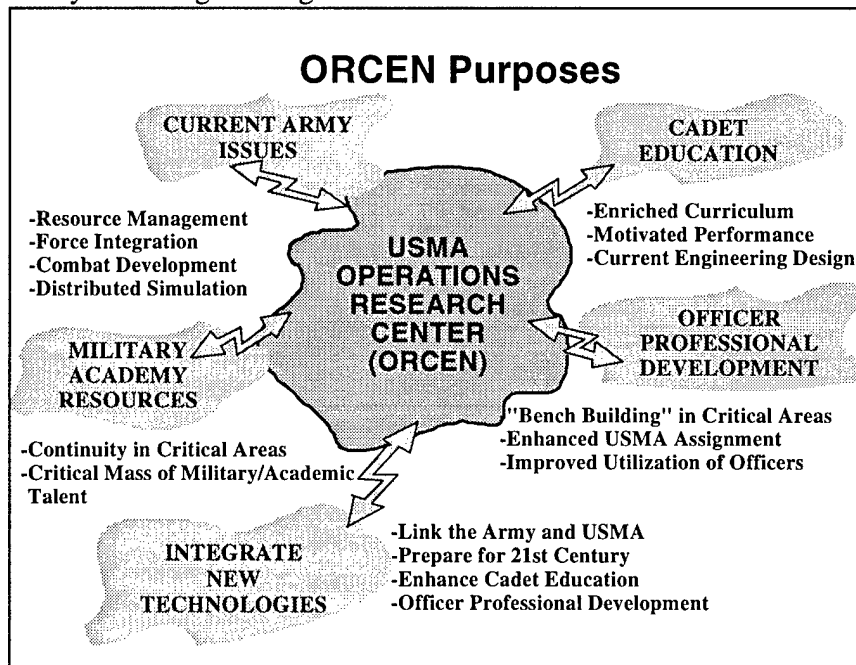 ORCEN Purposes
CURRENT ARMY
ISSUES
-Resource Management
-Force Integration
-Combat Development
-Distributed Simulation
CADET
EDUCATION
-Enriched Curriculum
-Motivated Performance
-Current Engineering Design
USMA
OPERATIONS
RESEARCH
CENTER
(ORCEN)
MILITARY
ACADEMY
RESOURCES
-Continuity in Critical Areas
-Critical Mass of Military/Academic
Talent
OFFICER
PROFESSIONAL
DEVELOPMENT
"Bench Building" in Critical Areas
-Enhanced USMA Assignment
-Improved Utilization of Officers
INTEGRATE
NEW
TECHNOLOGIES
-Link the Army and USMA
-Prepare for 21st Century
-Enhance Cadet Education
-Officer Professional Development